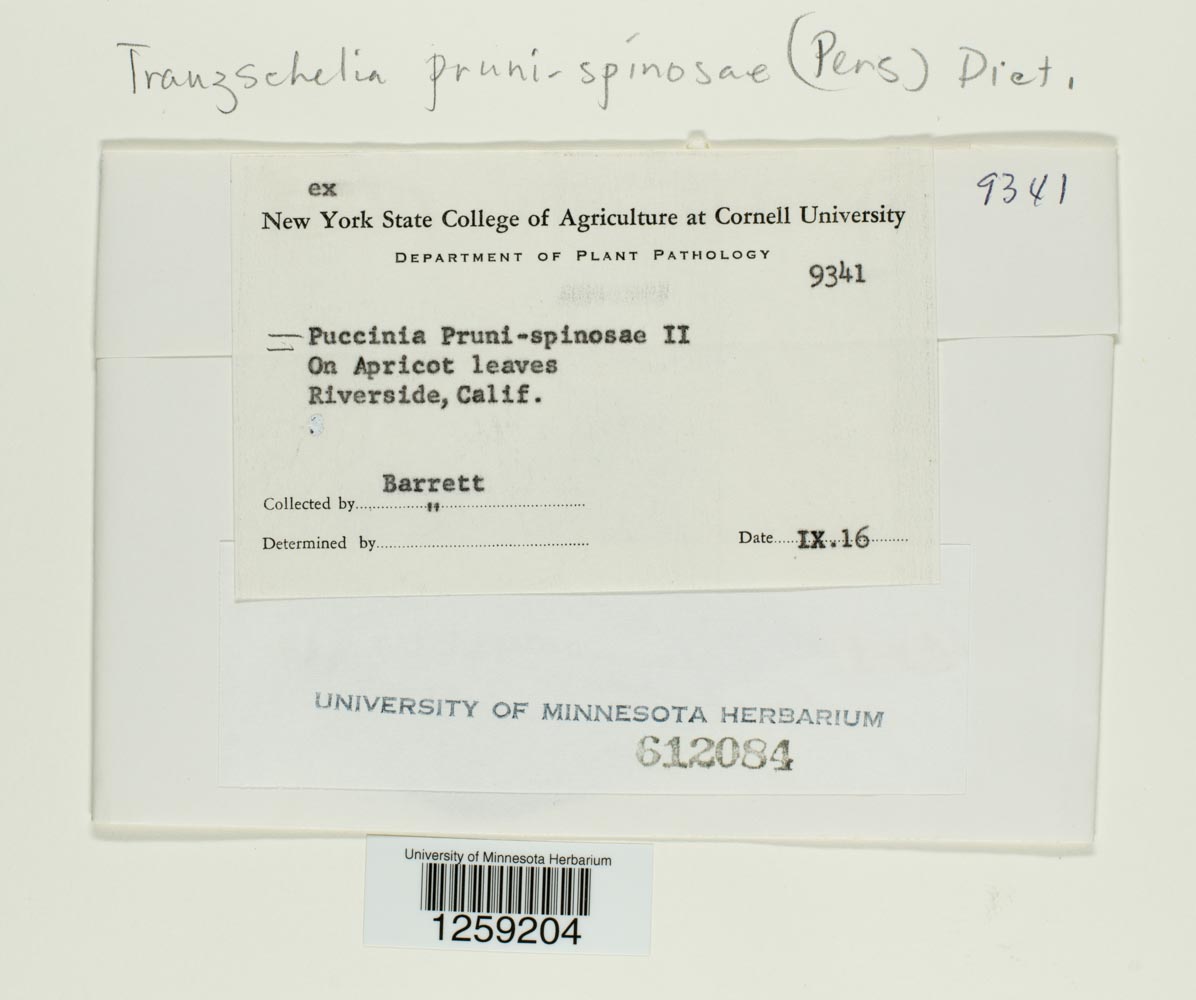 Tranzschelia pruni-spinosae (Pers) Diet.
9341
ex
New York State College of Agriculture at Cornell University
DEPARTMENT OF PLANT PATHOLOGY
9341
Puccinia Pruni-spinosae II
On Apricot leaves
Riverside, Calif.
Barrett
Collected by
"
Determined by
Date IX.16
UNIVERSITY OF MINNESOTA HERBARIUM
612084
University of Minnesota Herbarium
1259204